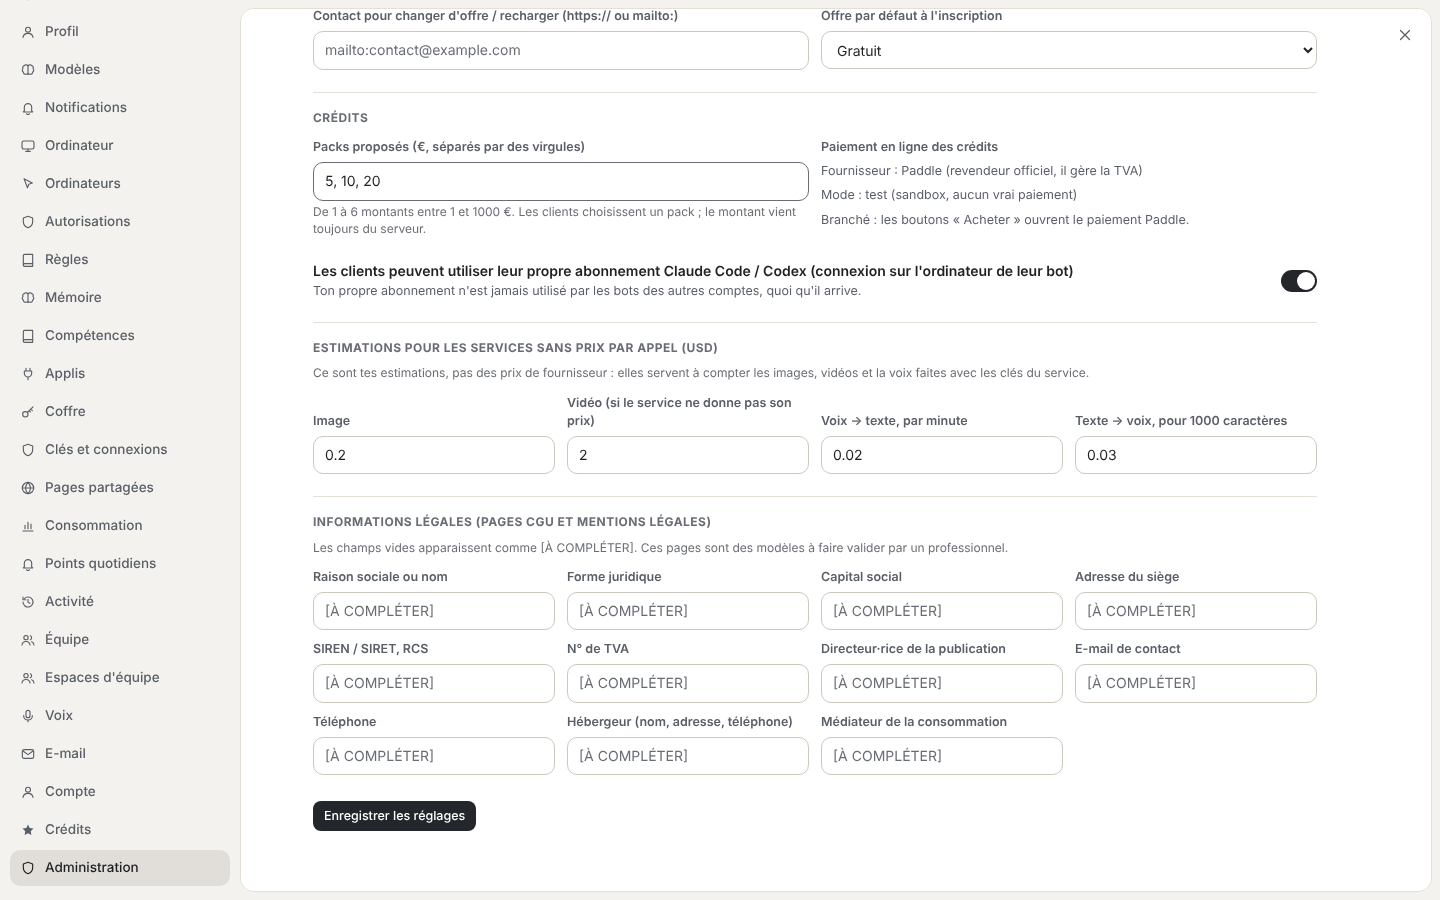 Profil
Modèles
Notifications
Ordinateur
Ordinateurs
Autorisations
Règles
Mémoire
Compétences
Applis
Coffre
Clés et connexions
Pages partagées
Consommation
Points quotidiens
Activité
Équipe
Espaces d'équipe
Voix
E-mail
Compte
Crédits
Administration
Contact pour changer d'offre / recharger (https:// ou mailto:)
mailto:contact@example.com
Offre par défaut à l'inscription
Gratuit
CRÉDITS
Packs proposés (€, séparés par des virgules)
5, 10, 20
De 1 à 6 montants entre 1 et 1000 €. Les clients choisissent un pack ; le montant vient
toujours du serveur.
Paiement en ligne des crédits
Fournisseur : Paddle (revendeur officiel, il gère la TVA)
Mode : test (sandbox, aucun vrai paiement)
Branché : les boutons « Acheter » ouvrent le paiement Paddle.
Les clients peuvent utiliser leur propre abonnement Claude Code / Codex (connexion sur l'ordinateur de leur bot)
Ton propre abonnement n'est jamais utilisé par les bots des autres comptes, quoi qu'il arrive.
ESTIMATIONS POUR LES SERVICES SANS PRIX PAR APPEL (USD)
Ce sont tes estimations, pas des prix de fournisseur : elles servent à compter les images, vidéos et la voix faites avec les clés du service.
Image
0.2
Vidéo (si le service ne donne pas son
prix)
2
Voix → texte, par minute
0.02
Texte → voix, pour 1000 caractères
0.03
INFORMATIONS LÉGALES (PAGES CGU ET MENTIONS LÉGALES)
Les champs vides apparaissent comme [À COMPLÉTER]. Ces pages sont des modèles à faire valider par un professionnel.
Raison sociale ou nom
[À COMPLÉTER]
Forme juridique
[À COMPLÉTER]
Capital social
[À COMPLÉTER]
Adresse du siège
[À COMPLÉTER]
SIREN / SIRET, RCS
[À COMPLÉTER]
N° de TVA
[À COMPLÉTER]
Directeur·rice de la publication
[À COMPLÉTER]
E-mail de contact
[À COMPLÉTER]
Téléphone
[À COMPLÉTER]
Hébergeur (nom, adresse, téléphone)
[À COMPLÉTER]
Médiateur de la consommation
[À COMPLÉTER]
Enregistrer les réglages